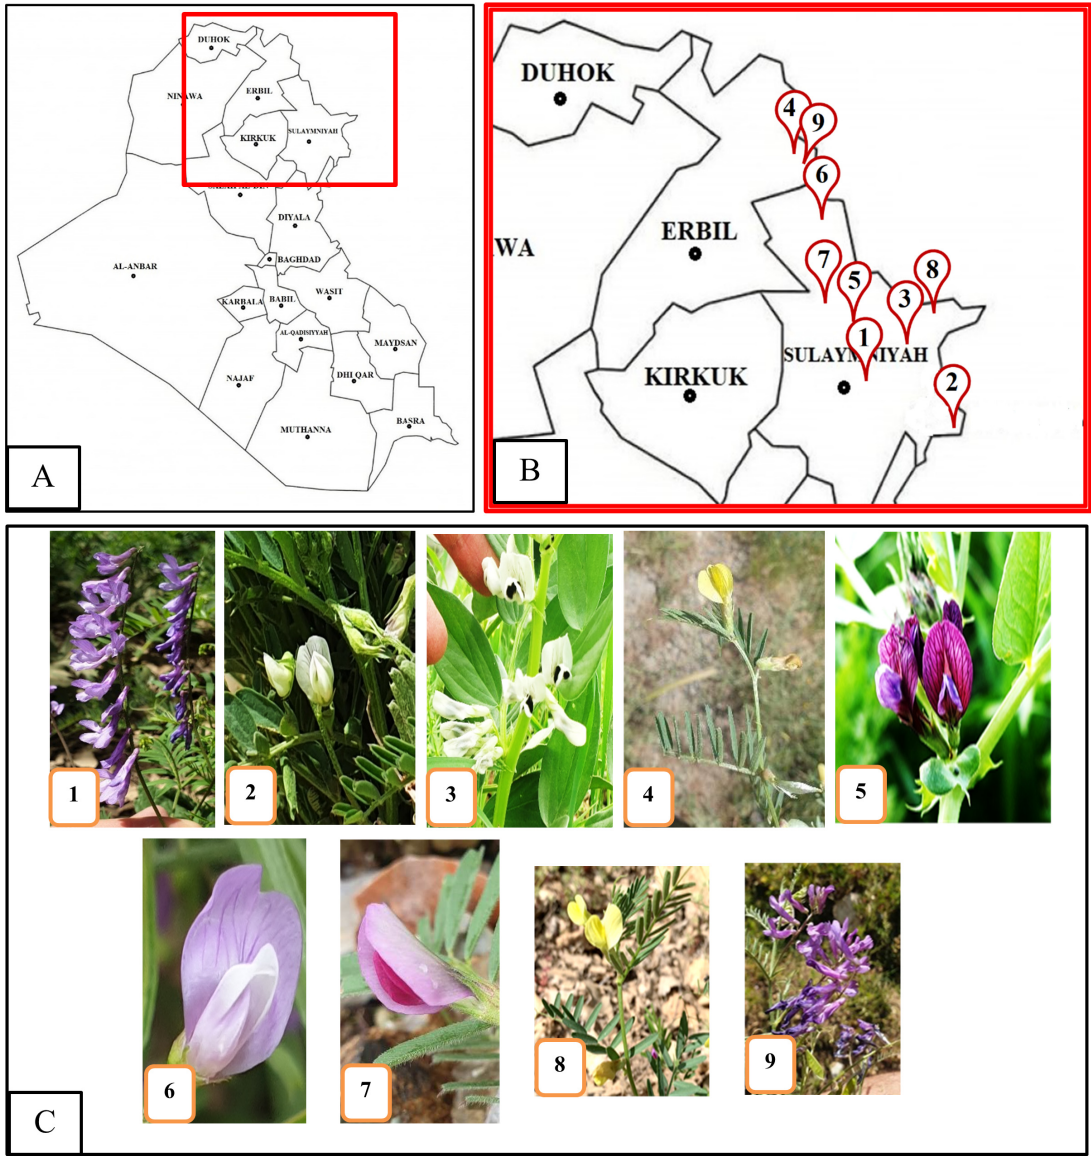 DUHOK
NINAWA
ERBIL
KIRKUK
SULAYMNIYAH
DIYALA
BAGHDAD
AL-ANBAR
KARBALA
BABIL
WASIT
AL-QADISIYYAH
MAYDSAN
NAJAF
DHI QAR
MUTHANNA
BASRA
A
DUHOK
4
9
6
WA
ERBIL
7
5
8
3
1
SULAYMNIYAH
KIRKUK
2
B
1
2
3
4
5
6
7
8
9
C